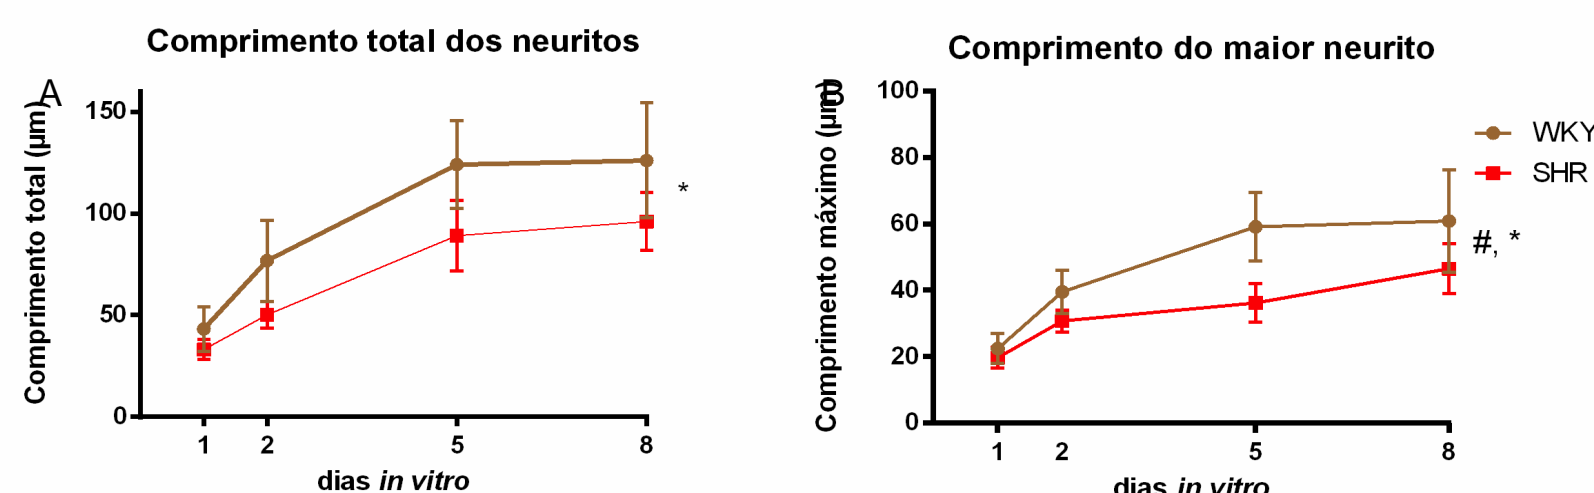 Comprimento total dos neuritos
A
Comprimento total (µm)
150
100
50
0
1 2 5 8
dias in vitro
*
Comprimento do maior neurito
B
Comprimento máximo (µm)
100
80
60
40
20
0
1 2 5 8
dias in vitro
WKY
SHR
#, *